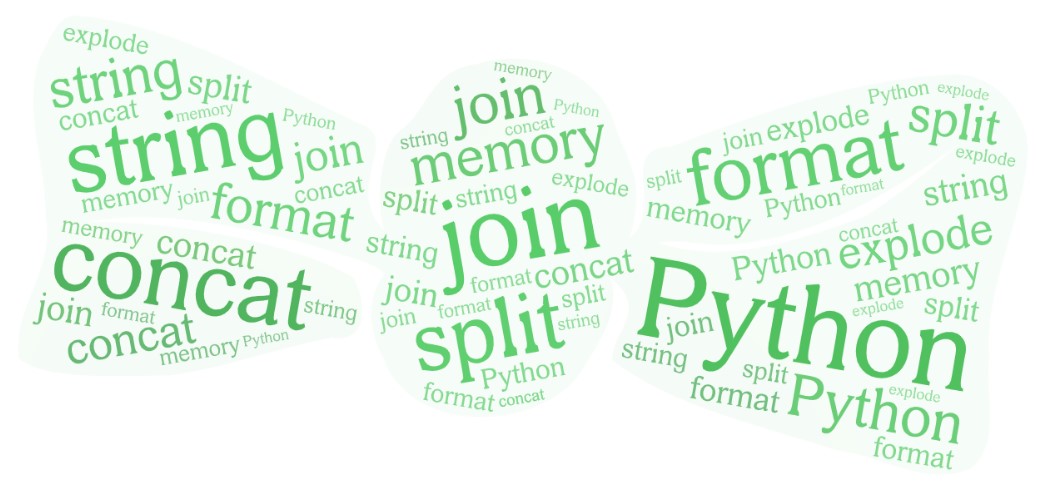 explode
string
split
concat
memory
Python
string
join
memory
join
format
concat
memory
concat
concat
join
format
string
concat
memory
Python
memory
join
Python
string
concat
memory
split
string
explode
join
string
format
concat
join
format
split
join
split
string
Python
format
concat
Python
explode
join
explode
split
format
explode
split
Python
format
string
memory
concat
Python
explode
memory
Python
explode
split
join
string
split
format
Python
explode
format